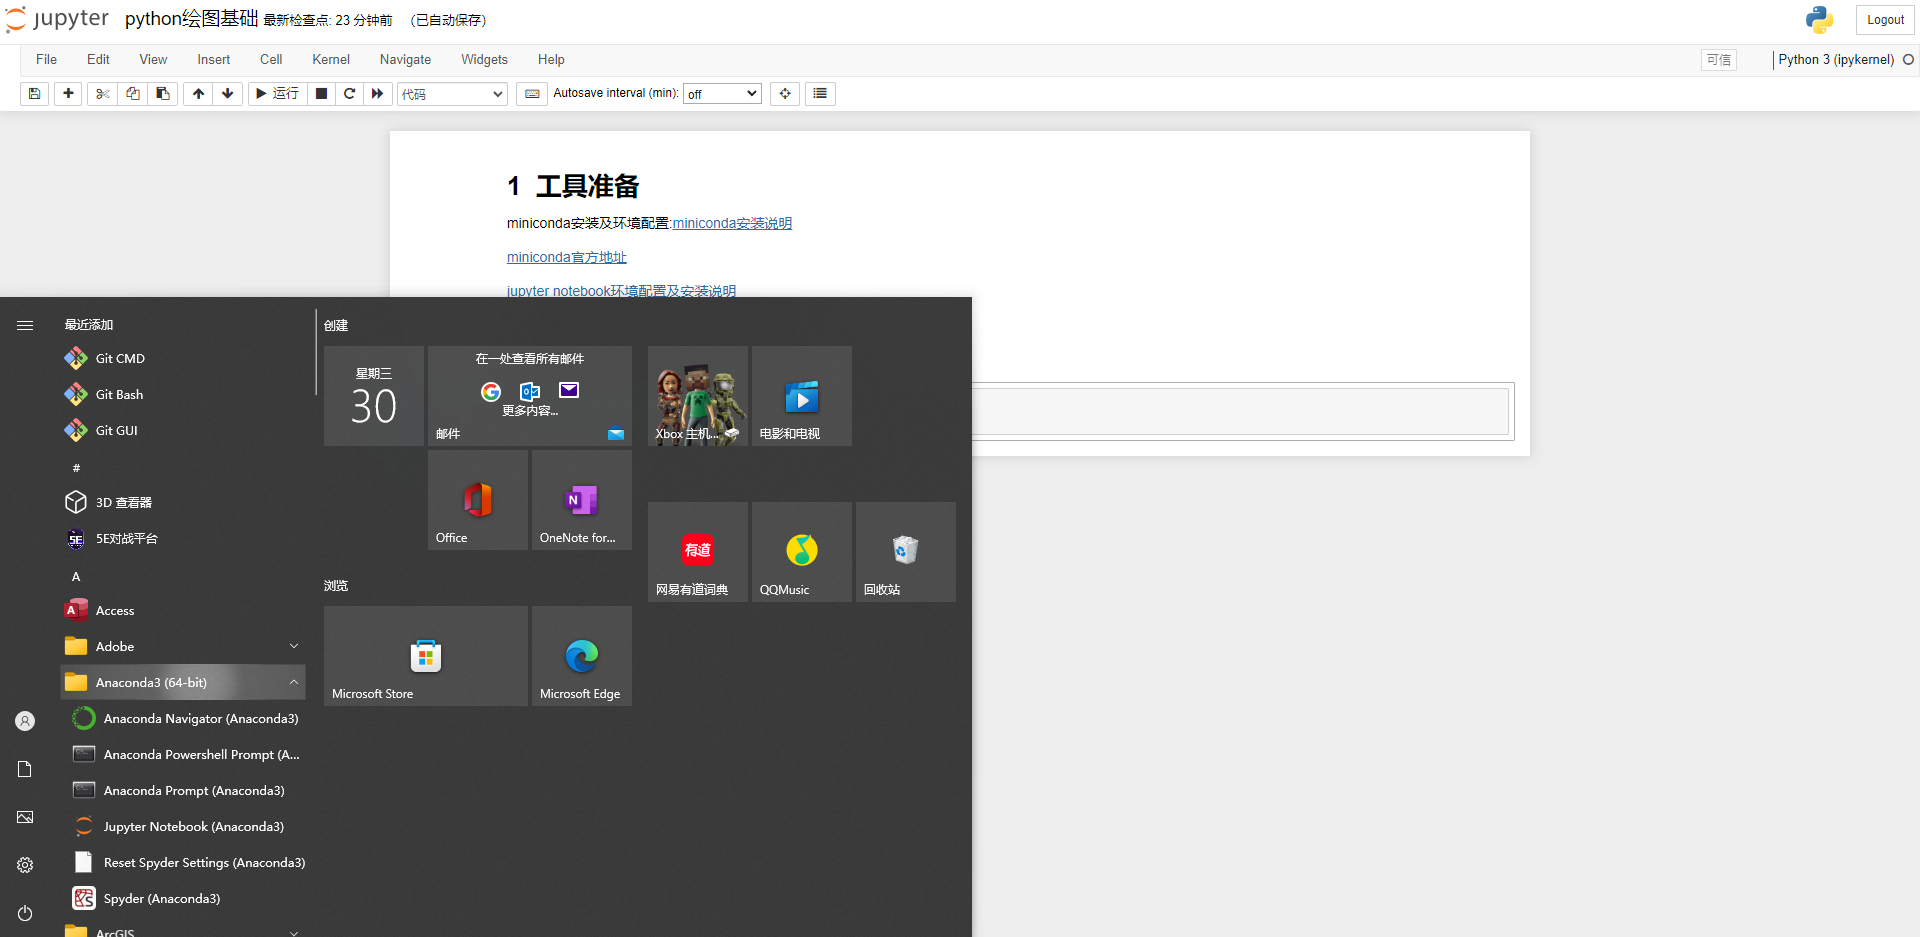 jupyter python绘图基础 最新检查点: 23 分钟前 (已自动保存)
Logout
File Edit View Insert Cell Kernel Navigate Widgets Help
可信 Python 3 (ipykernel)
运行 代码 Autosave interval (min): off
1 工具准备
miniconda安装及环境配置:miniconda安装说明
miniconda官方地址
jupyter notebook环境配置及安装说明
最近添加
Git CMD
Git Bash
Git GUI
#
3D 查看器
5E对战平台
A
Access
Adobe
Anaconda3 (64-bit)
Anaconda Navigator (Anaconda3)
Anaconda Powershell Prompt (A...
Anaconda Prompt (Anaconda3)
Jupyter Notebook (Anaconda3)
Reset Spyder Settings (Anaconda3)
Spyder (Anaconda3)
ArcGIS
创建
星期三
30
在一处查看所有邮件
更多内容...
邮件
Xbox 主机...
电影和电视
Office
OneNote for...
有道
网易有道词典
QQMusic
回收站
浏览
Microsoft Store
Microsoft Edge